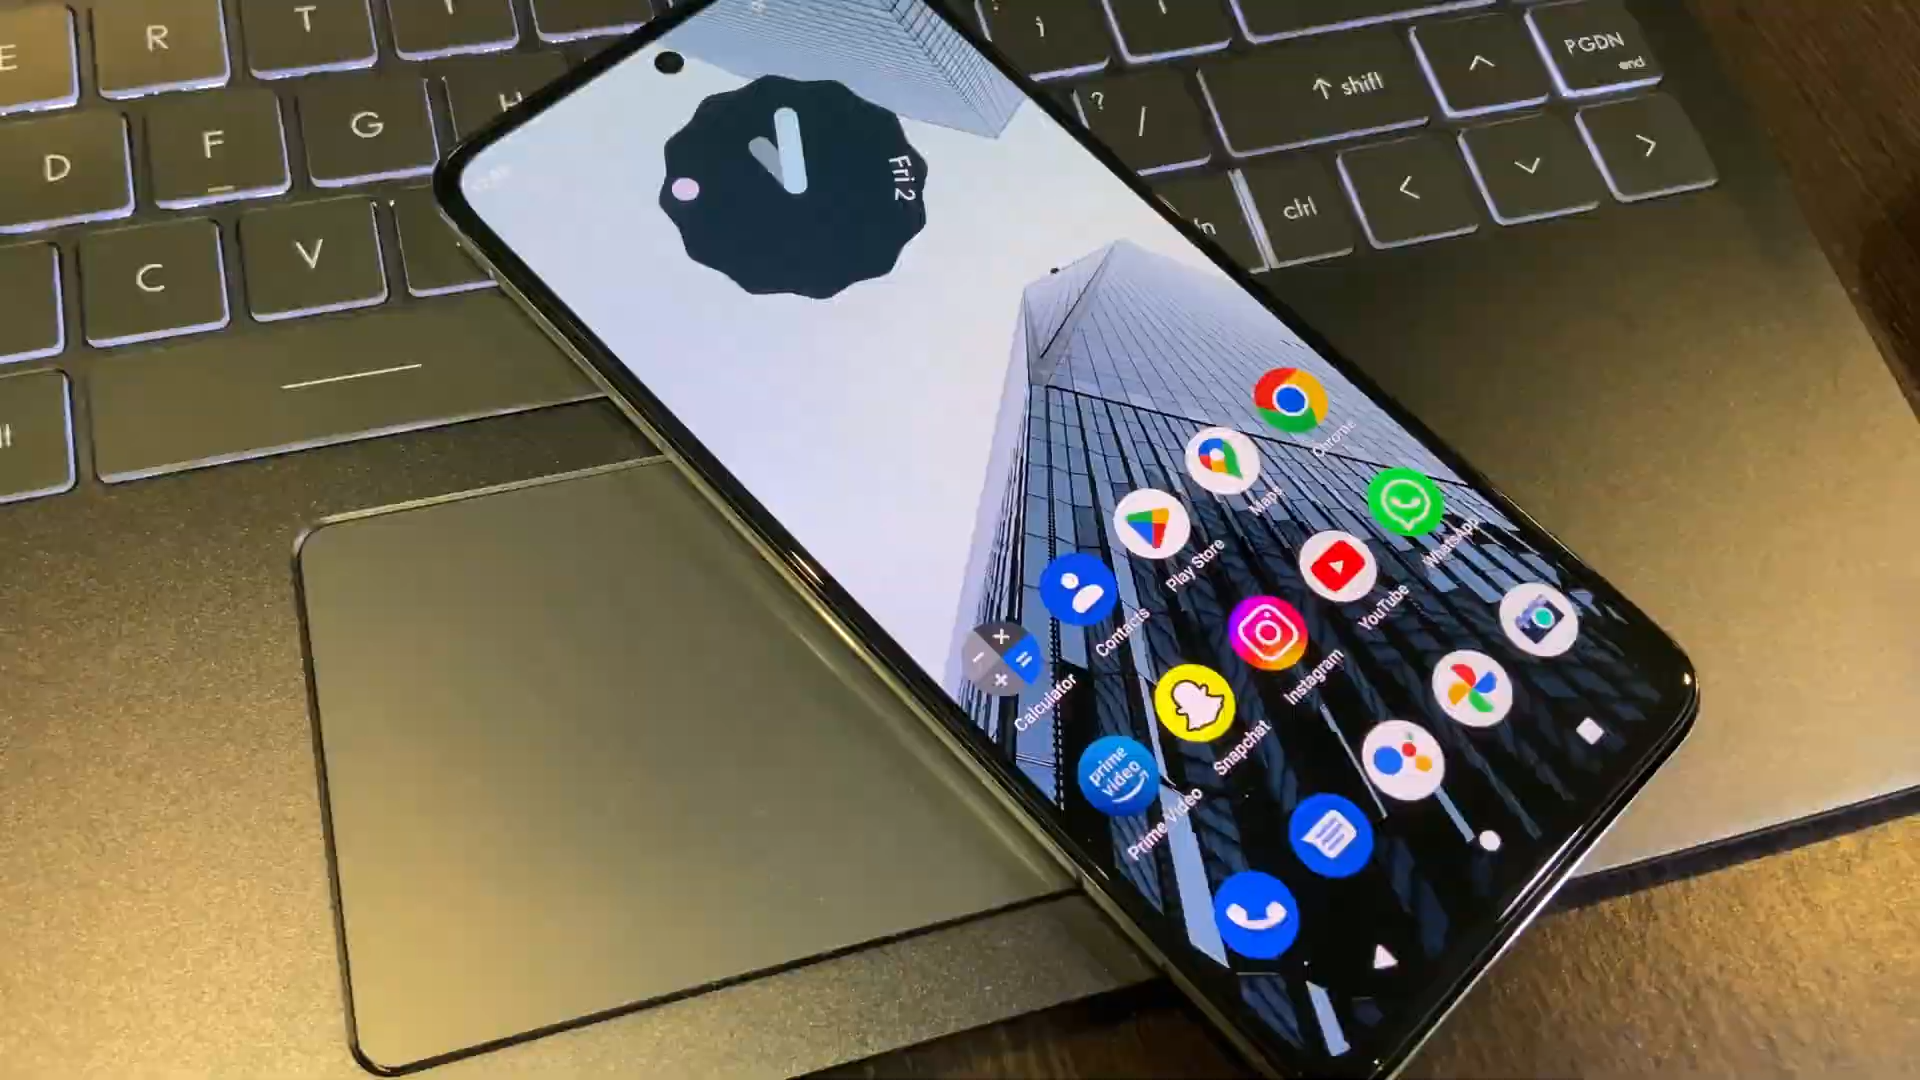 E
R
T
D
F
G
H
C
V
;
? /
↑ shift
^
PGDN
end
ctrl
<
>
Fri 2
Chrome
Maps
Play Store
Contacts
Calculator
WhatsApp
YouTube
Instagram
Snapchat
prime
video
Prime Video